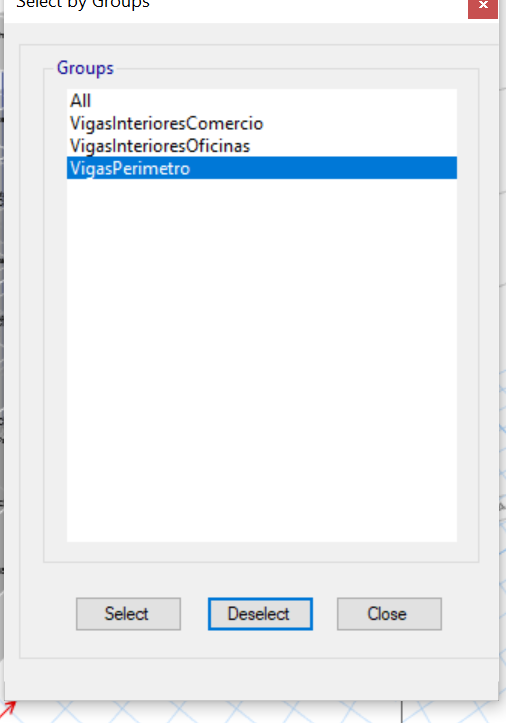 Select by Groups
Groups
All
VigasInterioresComercio
VigasInterioresOficinas
VigasPerimetro
Select
Deselect
Close